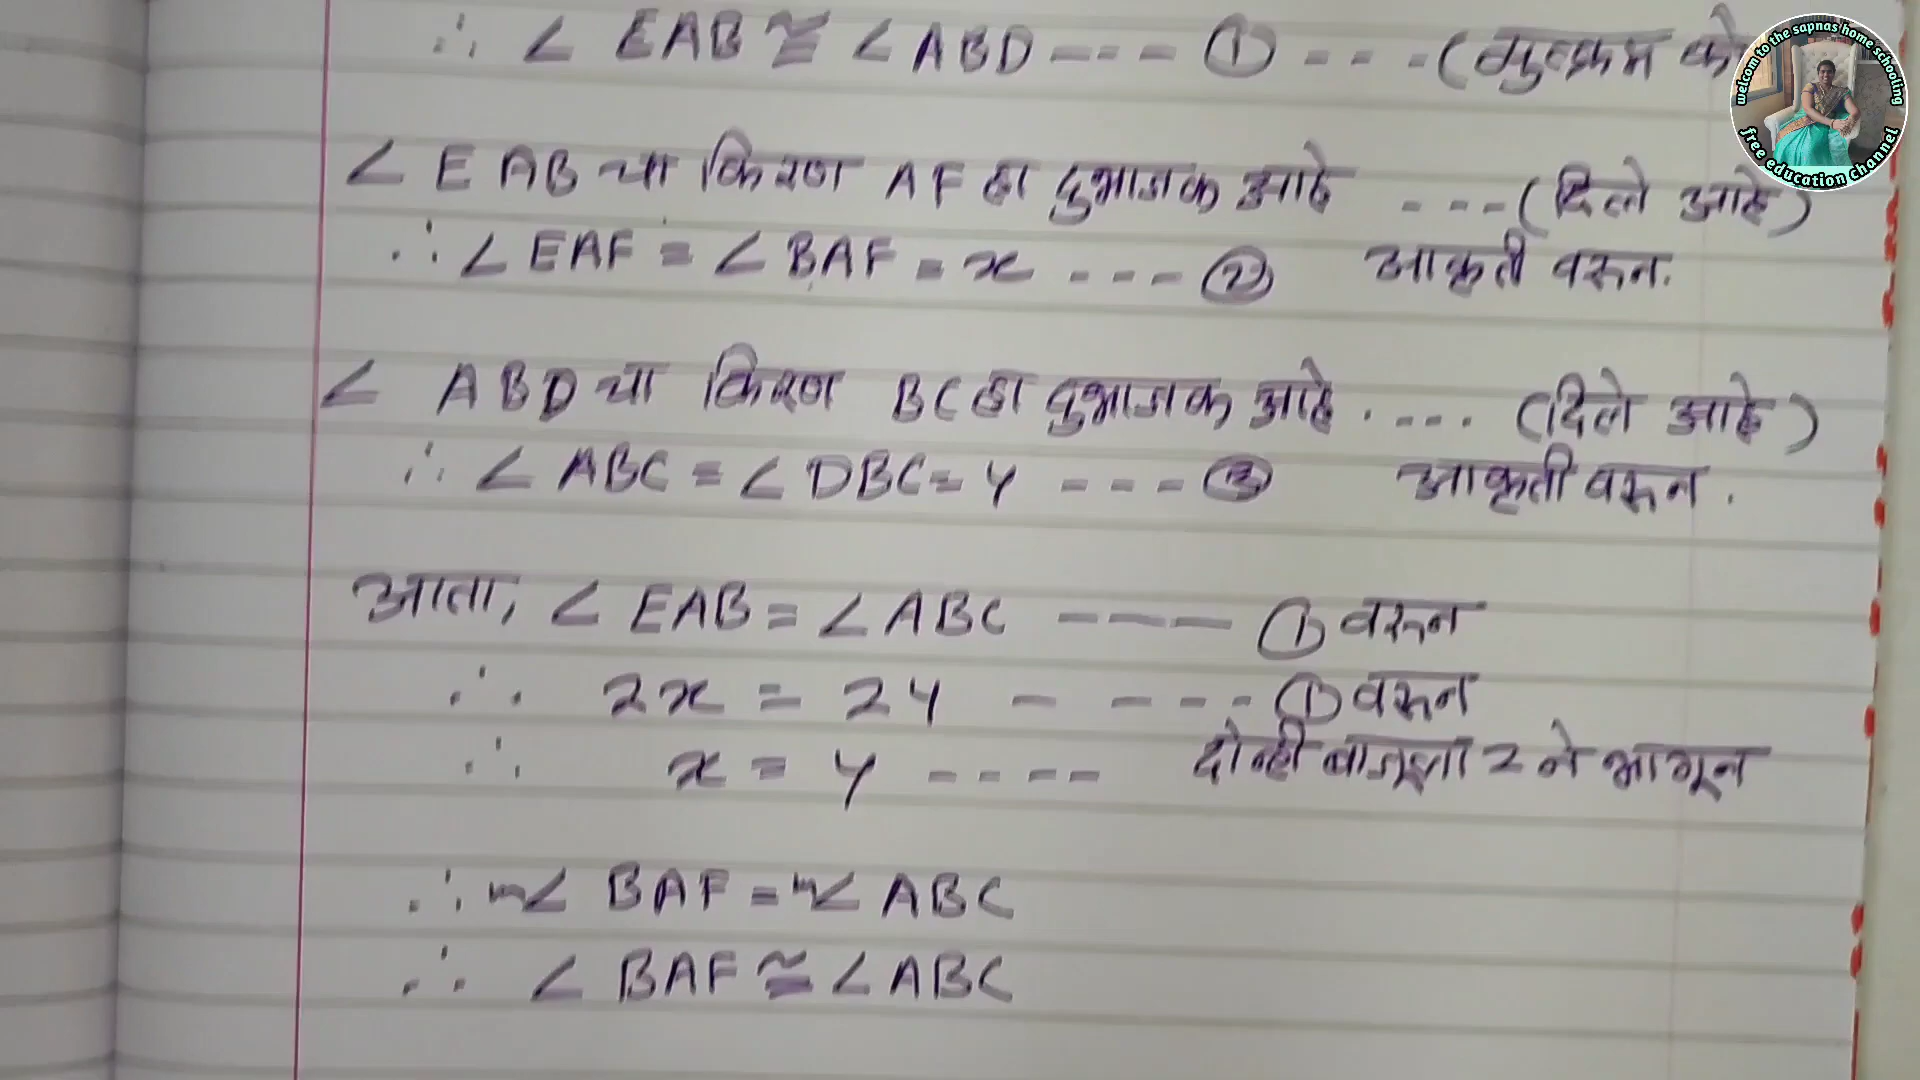 ∴ ∠ EAB ≅ ∠ ABD ---- ① --- (व्युत्क्रम को
welcom to the sapnas home schooling
free education channel
∠ EAB चा किरण AF हा दुभाजक आहे ---(दिले आहे)
∴ ∠EAF = ∠BAF = x ---- ② आकृती वरून.
∠ ABD चा किरण BC हा दुभाजक आहे .... (दिले आहे)
∴ ∠ ABC = ∠ DBC = y ---- ③ आकृती वरून.
आता, ∠ EAB = ∠ABC ---- ① वरून
∴ 2x = 2y - ---- ① वरून
∴ x = y ---- दोन्ही बाजूला 2 ने भागून
∴ m∠ BAF = m∠ ABC
∴ ∠ BAF ≅ ∠ ABC